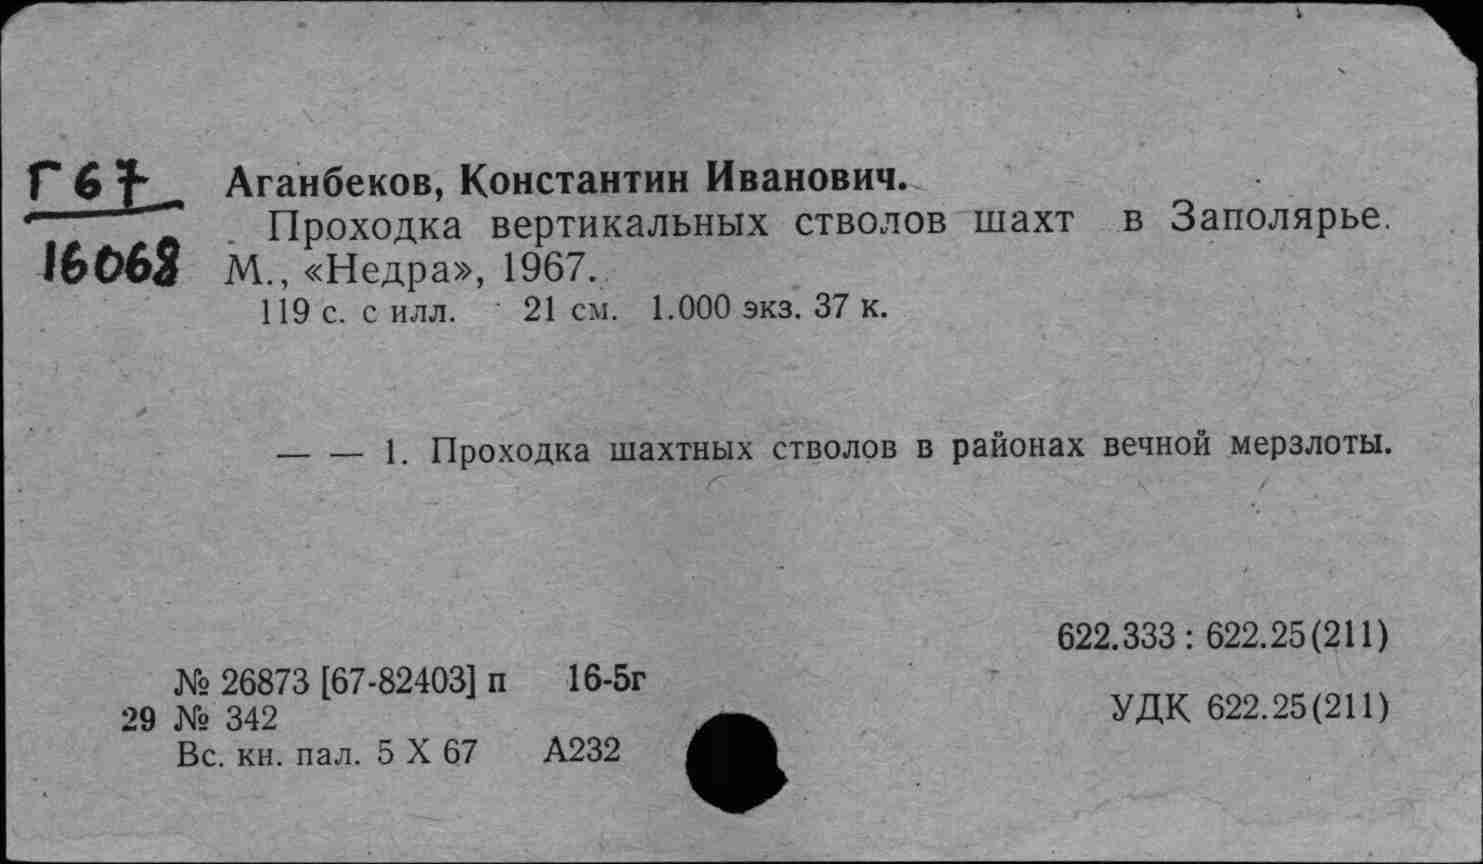 Г 67
16068
Аганбеков, Константин Иванович.
Проходка вертикальных стволов шахт в Заполярье.
М., «Недра», 1967.
119 с. с илл. 21 см. 1.000 экз. 37 к.
— — 1. Проходка шахтных стволов в районах вечной мерзлоты.
622.333 : 622.25(211)
№ 26873 [67-82403] п 16-5г
29 № 342
УДК 622.25(211)
Вс. кн. пал. 5 X 67 А232